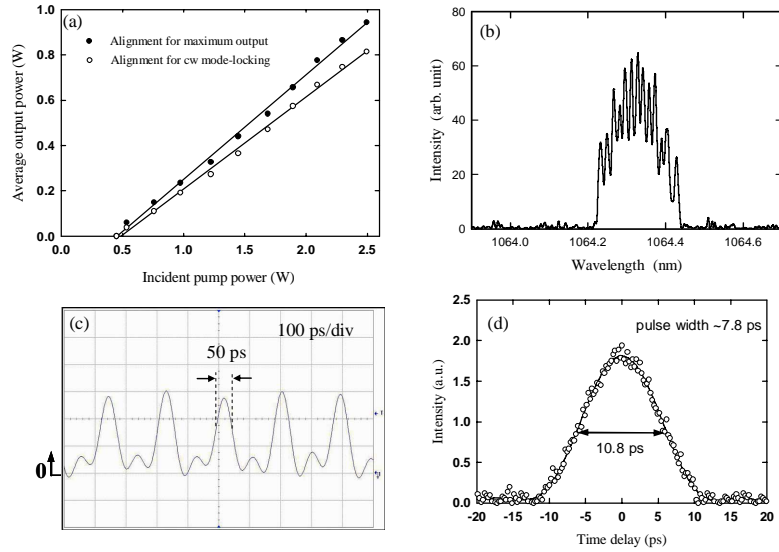 (a)
Alignment for maximum output
Alignment for cw mode-locking
Average output power (W)
1.0
0.8
0.6
0.4
0.2
0.0
0.0 0.5 1.0 1.5 2.0 2.5
Incident pump power (W)
(b)
Intensity (arb. unit)
80
60
40
20
0
1064.0 1064.2 1064.4 1064.6
Wavelength (nm)
(c)
100 ps/div
50 ps
0
(d)
pulse width ~7.8 ps
Intensity (a.u.)
2.5
2.0
1.5
1.0
0.5
0.0
10.8 ps
-20 -15 -10 -5 0 5 10 15 20
Time delay (ps)